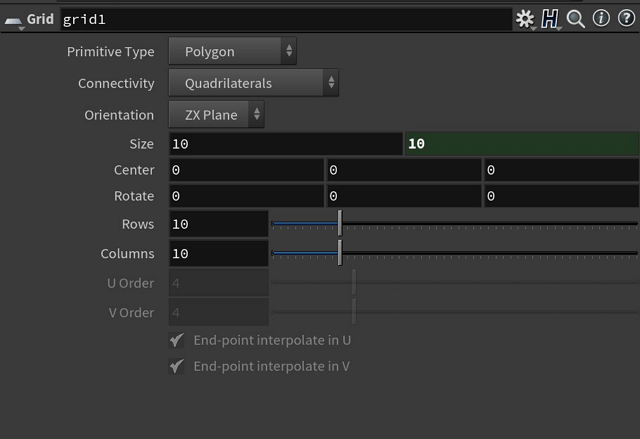 Grid grid1
Primitive Type Polygon
Connectivity Quadrilaterals
Orientation ZX Plane
Size 10 10
Center 0 0 0
Rotate 0 0 0
Rows 10
Columns 10
U Order 4
V Order 4
End-point interpolate in U
End-point interpolate in V